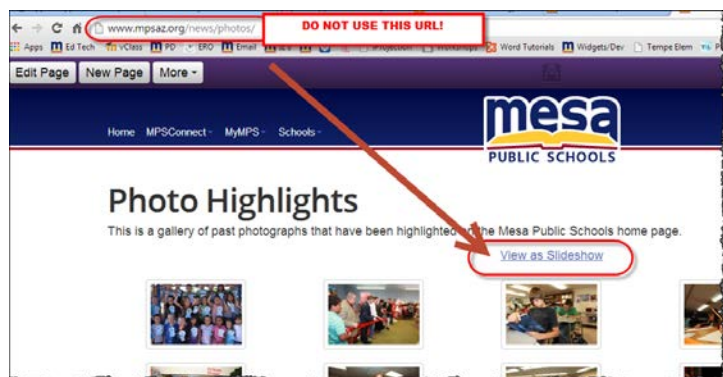 www.mpsaz.org/news/photos/
DO NOT USE THIS URL!
Apps Ed Tech vClass PD ERO Email Workshops Word Tutorials Widgets/Dev Tempe Elem
Edit Page New Page More
mesa
Home MPSConnect MyMPS Schools
PUBLIC SCHOOLS
Photo Highlights
This is a gallery of past photographs that have been highlighted the Mesa Public Schools home page.
View as Slideshow